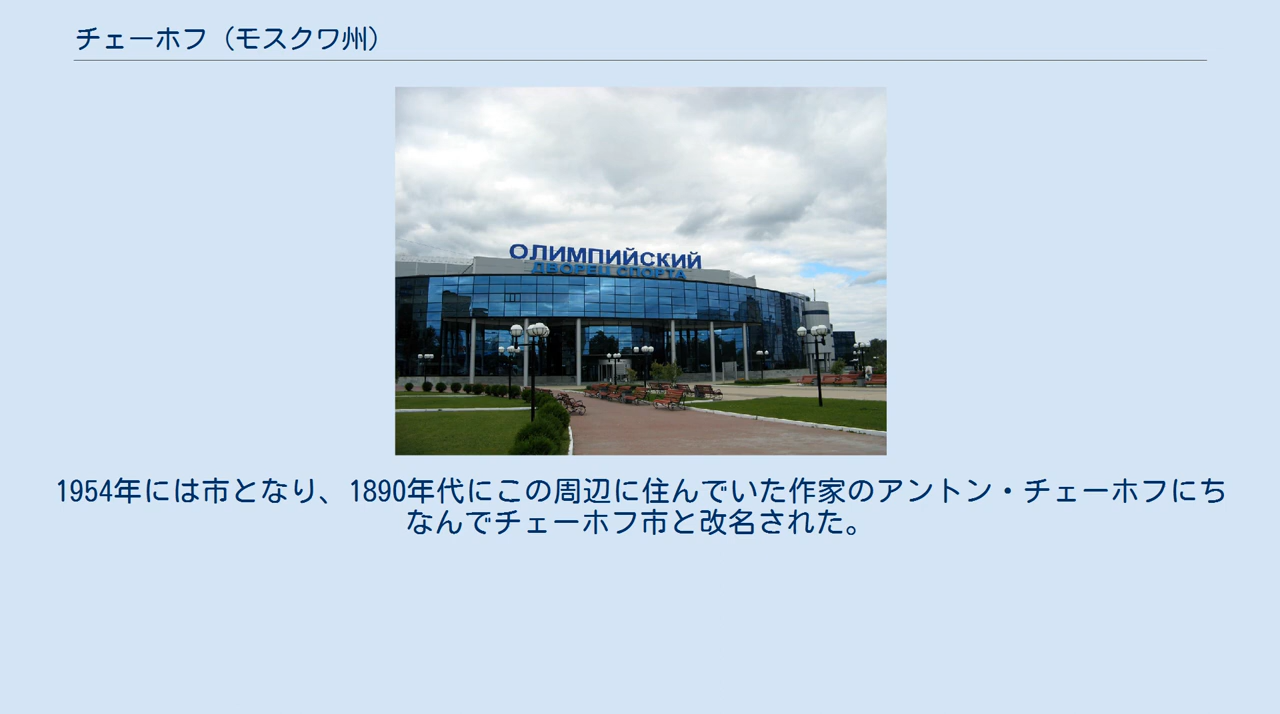 チェーホフ（モスクワ州）
ОЛИМПИЙСКИЙ
ДВОРЕЦ СПОРТА
1954年には市となり、1890年代にこの周辺に住んでいた作家のアントン・チェーホフにち
なんでチェーホフ市と改名された。